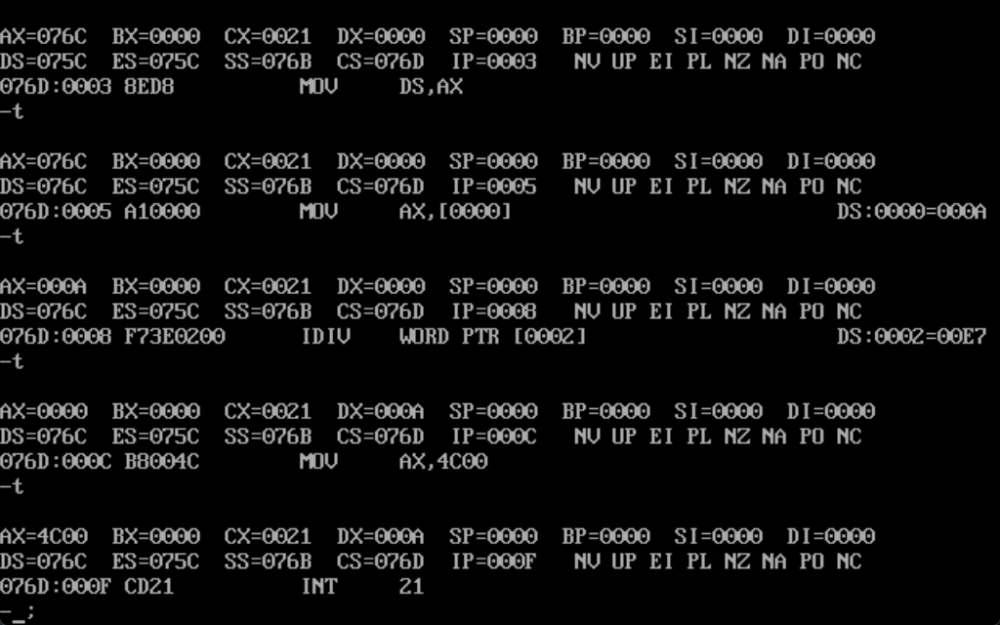 AX=076C BX=0000 CX=0021 DX=0000 SP=0000 BP=0000 SI=0000 DI=0000
DS=075C ES=075C SS=076B CS=076D IP=0003 NV UP EI PL NZ NA PO NC
076D:0003 8ED8 MOV DS,AX
-t
AX=076C BX=0000 CX=0021 DX=0000 SP=0000 BP=0000 SI=0000 DI=0000
DS=076C ES=075C SS=076B CS=076D IP=0005 NV UP EI PL NZ NA PO NC
076D:0005 A10000 MOV AX,[0000] DS:0000=000A
-t
AX=000A BX=0000 CX=0021 DX=0000 SP=0000 BP=0000 SI=0000 DI=0000
DS=076C ES=075C SS=076B CS=076D IP=0008 NV UP EI PL NZ NA PO NC
076D:0008 F73E0200 IDIV WORD PTR [0002] DS:0002=00E7
-t
AX=0000 BX=0000 CX=0021 DX=000A SP=0000 BP=0000 SI=0000 DI=0000
DS=076C ES=075C SS=076B CS=076D IP=000C NV UP EI PL NZ NA PO NC
076D:000C B8004C MOV AX,4C00
-t
AX=4C00 BX=0000 CX=0021 DX=000A SP=0000 BP=0000 SI=0000 DI=0000
DS=076C ES=075C SS=076B CS=076D IP=000F NV UP EI PL NZ NA PO NC
076D:000F CD21 INT 21
-_;